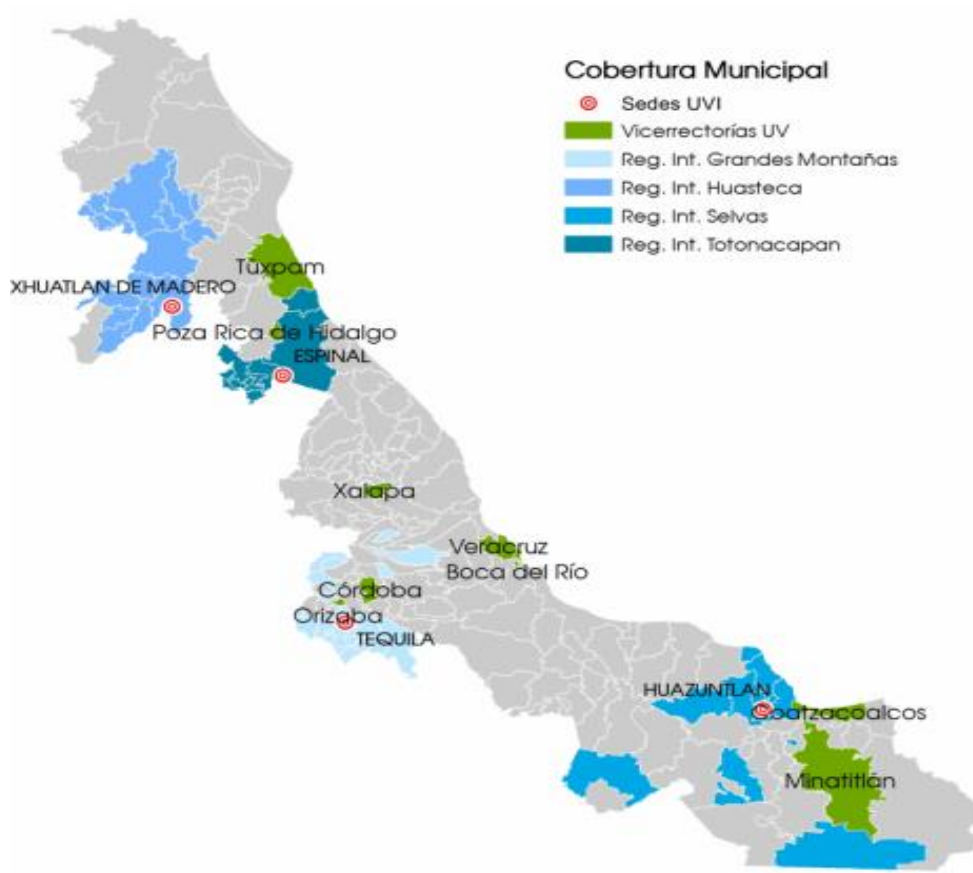 Cobertura Municipal
Sedes UVI
Vicerrectorías UV
Reg. Int. Grandes Montañas
Reg. Int. Huasteca
Reg. Int. Selvas
Reg. Int. Totonacapan
Túxpam
XHUATLAN DE MADERO
Poza Rica de Hidalgo
ESPINAL
Xalapa
Veracruz
Boca del Río
Córdoba
Orizaba
TEQUILA
HUAZUNTLAN
Coatzacoalcos
Minatitlán